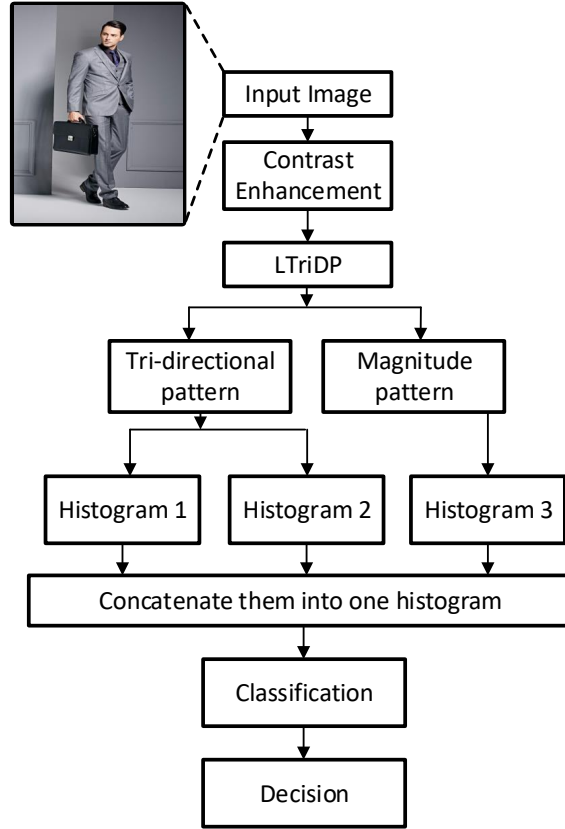 Input Image
Contrast
Enhancement
LTriDP
Tri-directional
pattern
Magnitude
pattern
Histogram 1
Histogram 2
Histogram 3
Concatenate them into one histogram
Classification
Decision